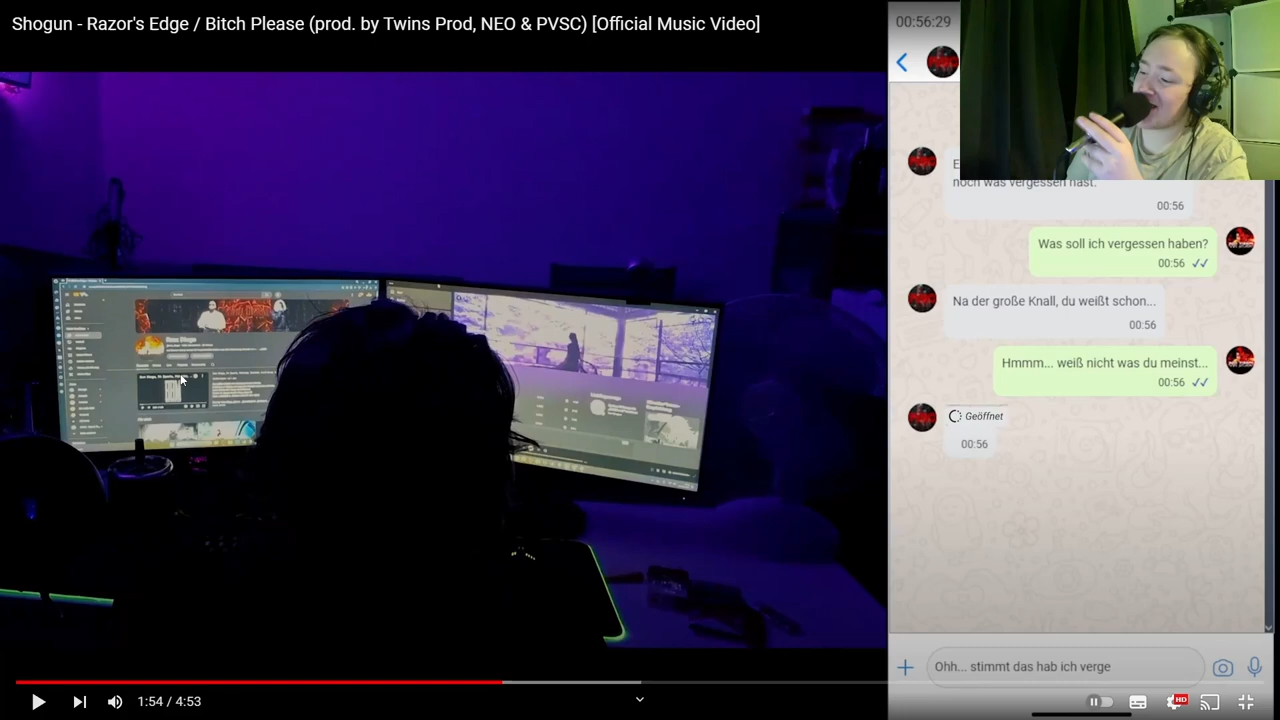 Shogun - Razor's Edge / Bitch Please (prod. by Twins Prod, NEO & PVSC) [Official Music Video]
00:56:29
noch was vergessen hast.
00:56
Was soll ich vergessen haben?
00:56
Na der große Knall, du weißt schon...
00:56
Hmmm... weiß nicht was du meinst...
00:56
Geöffnet
00:56
Ohh... stimmt das hab ich verge
1:54 / 4:53
HD